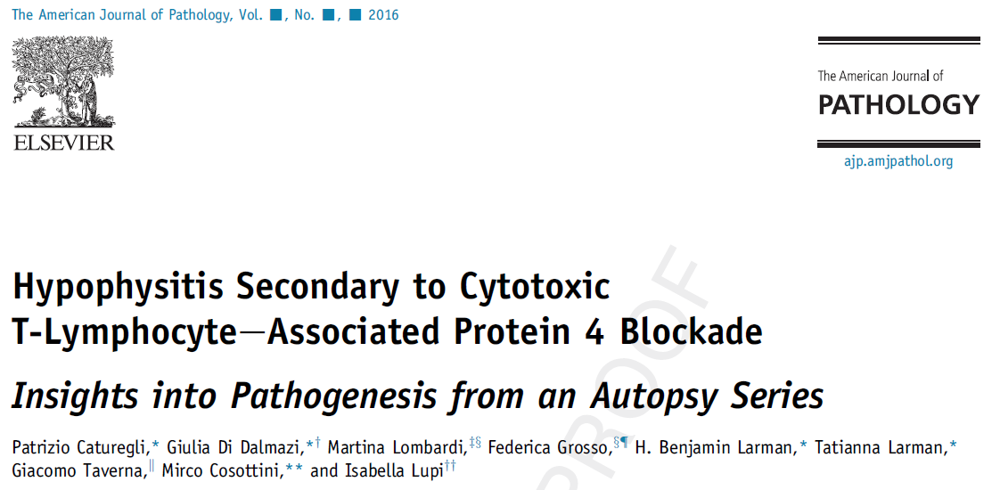 The American Journal of Pathology, Vol. ■, No. ■, ■ 2016
ELSEVIER
The American Journal of
PATHOLOGY
ajp.amjpathol.org
Hypophysitis Secondary to Cytotoxic
T-Lymphocyte—Associated Protein 4 Blockade
Insights into Pathogenesis from an Autopsy Series
Patrizio Caturegli,* Giulia Di Dalmazi,*† Martina Lombardi,‡§ Federica Grosso,§¶ H. Benjamin Larman,* Tatianna Larman,*
Giacomo Taverna,‖ Mirco Cosottini,** and Isabella Lupi††
PROOF